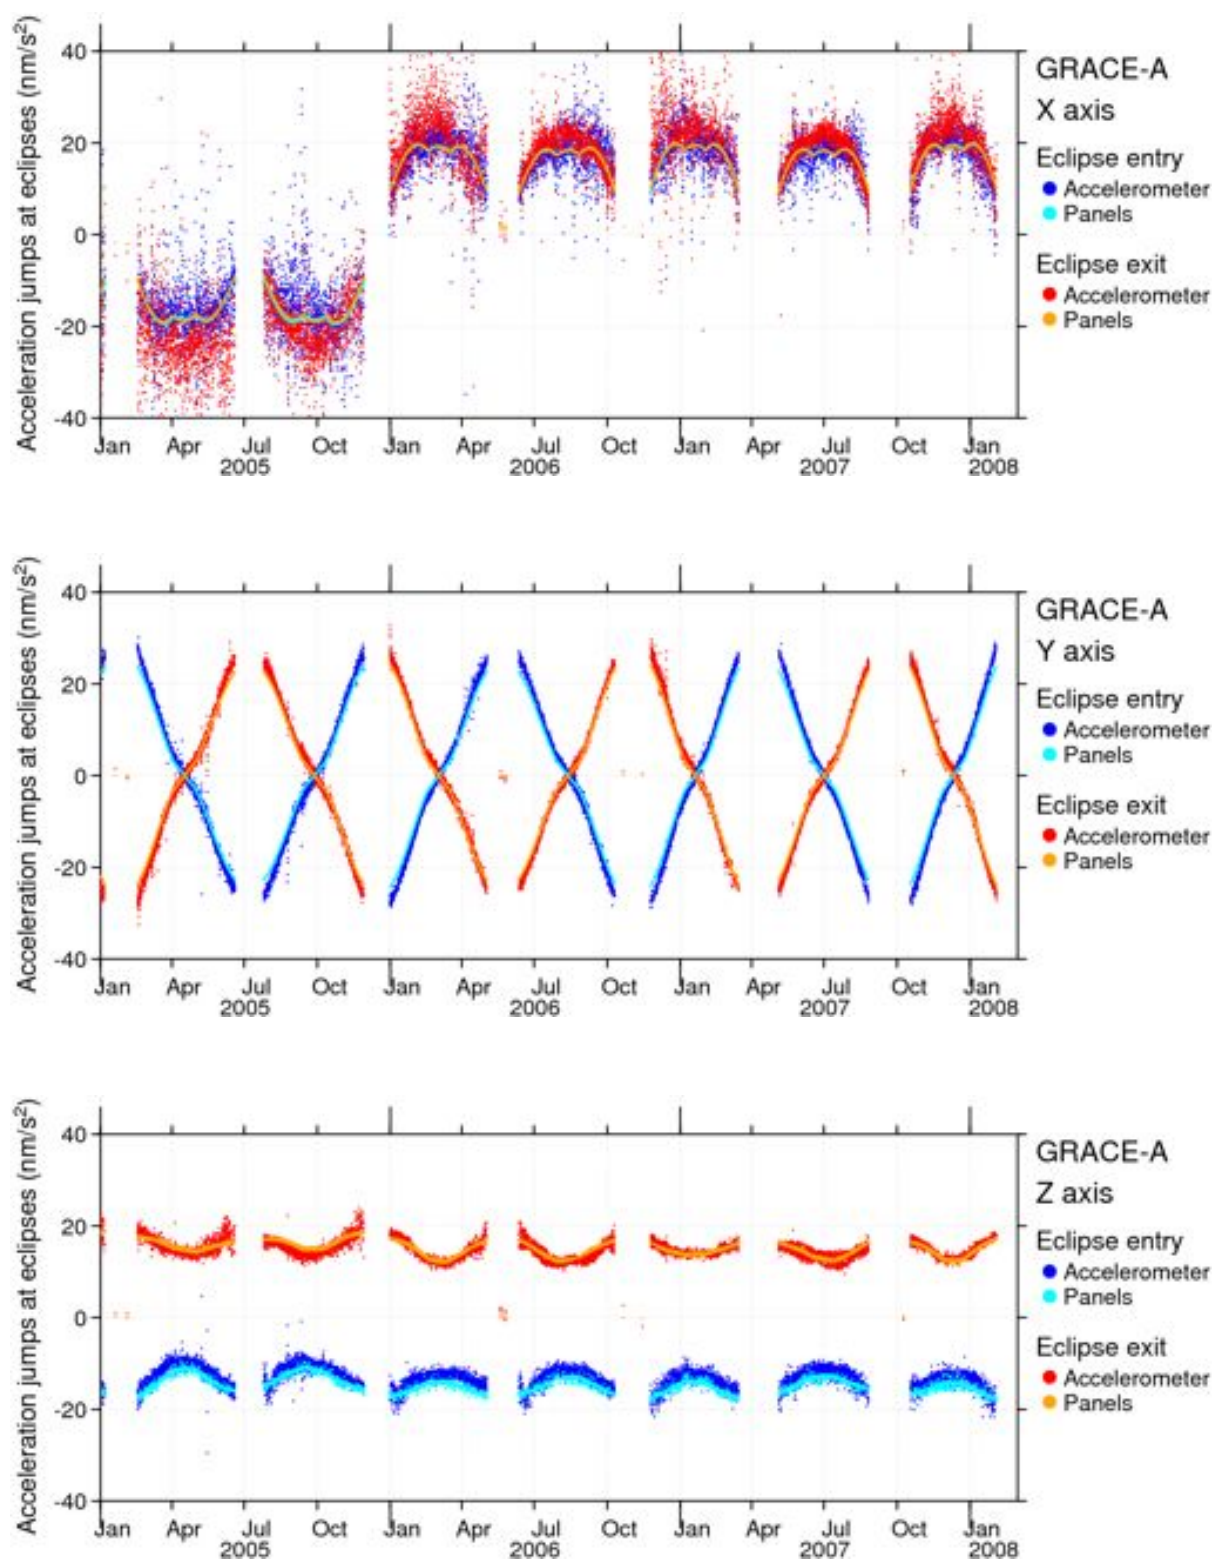 Acceleration jumps at eclipses (nm/s²)
40
20
0
-20
-40
Jan Apr Jul Oct Jan Apr Jul Oct Jan Apr Jul Oct Jan
2005 2006 2007 2008
GRACE-A
X axis
Eclipse entry
Accelerometer
Panels
Eclipse exit
Accelerometer
Panels
Acceleration jumps at eclipses (nm/s²)
40
20
0
-20
-40
Jan Apr Jul Oct Jan Apr Jul Oct Jan Apr Jul Oct Jan
2005 2006 2007 2008
GRACE-A
Y axis
Eclipse entry
Accelerometer
Panels
Eclipse exit
Accelerometer
Panels
Acceleration jumps at eclipses (nm/s²)
40
20
0
-20
-40
Jan Apr Jul Oct Jan Apr Jul Oct Jan Apr Jul Oct Jan
2005 2006 2007 2008
GRACE-A
Z axis
Eclipse entry
Accelerometer
Panels
Eclipse exit
Accelerometer
Panels